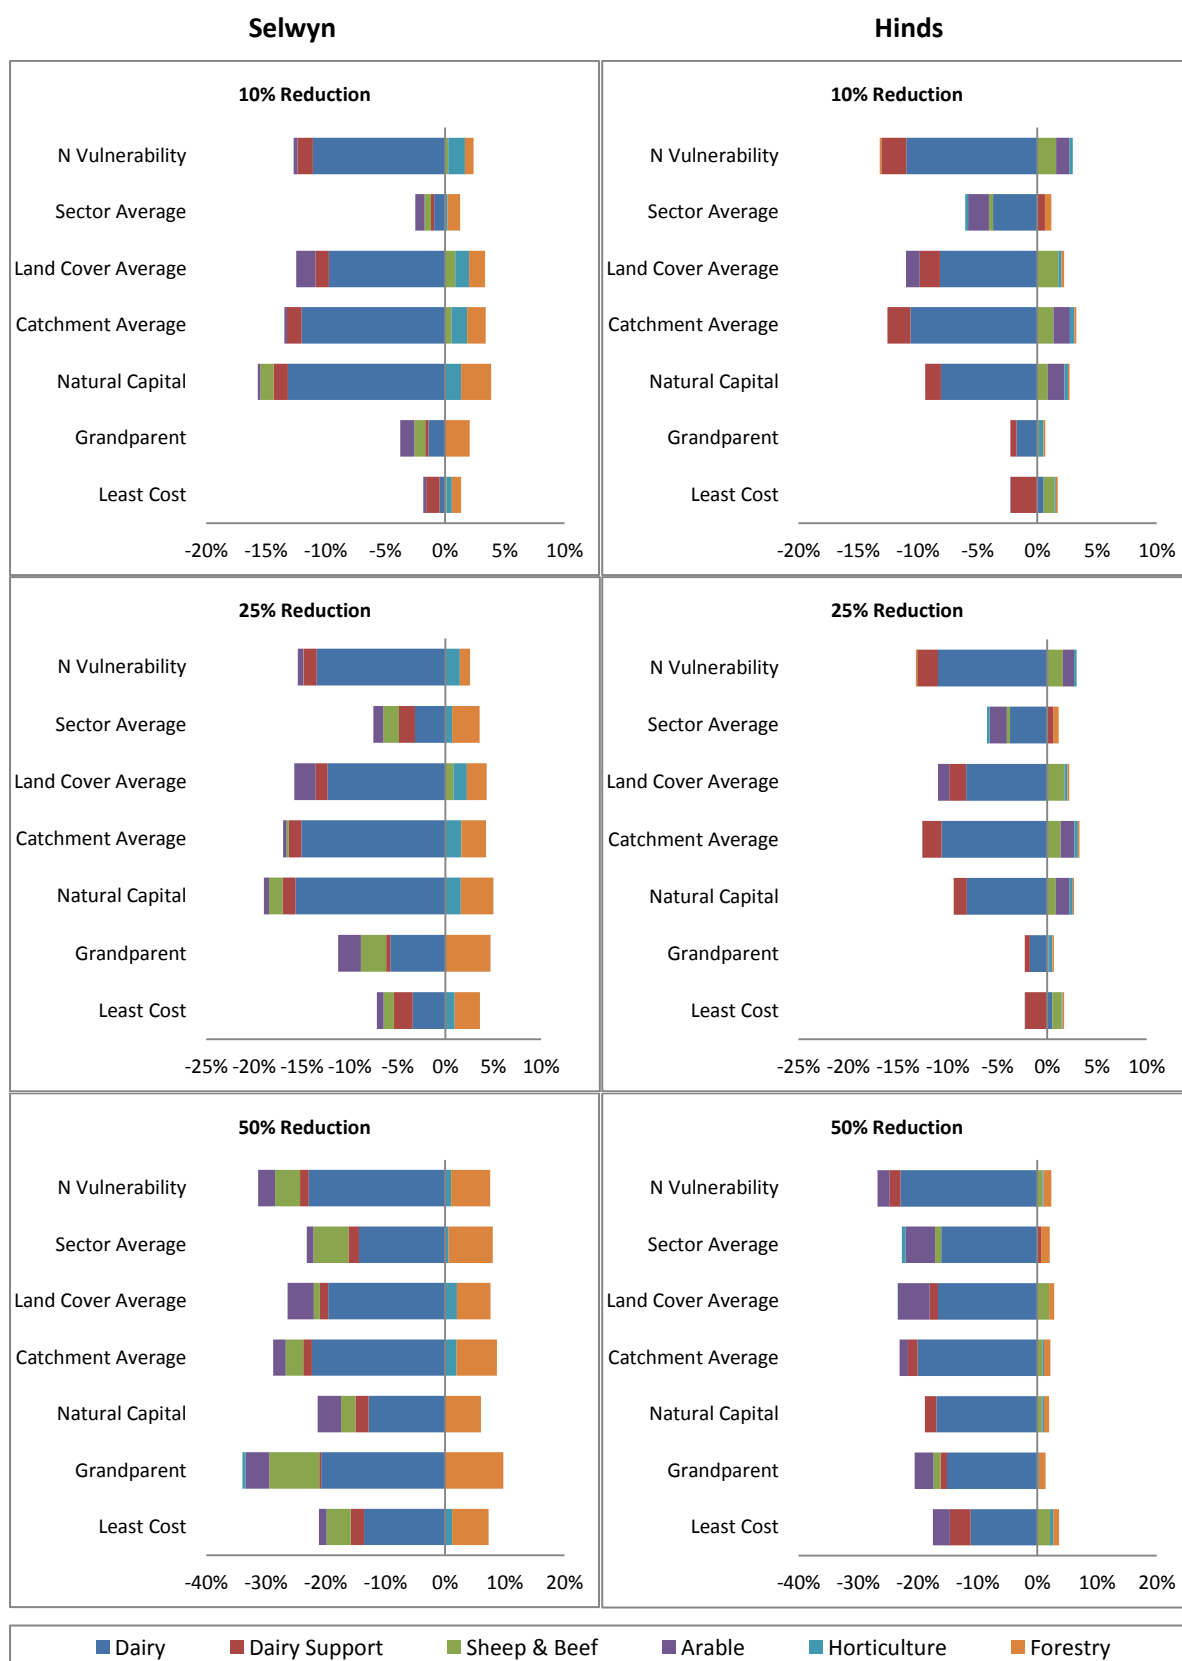 Selwyn
Hinds
10% Reduction
N Vulnerability
Sector Average
Land Cover Average
Catchment Average
Natural Capital
Grandparent
Least Cost
-20% -15% -10% -5% 0% 5% 10%
10% Reduction
N Vulnerability
Sector Average
Land Cover Average
Catchment Average
Natural Capital
Grandparent
Least Cost
-20% -15% -10% -5% 0% 5% 10%
25% Reduction
N Vulnerability
Sector Average
Land Cover Average
Catchment Average
Natural Capital
Grandparent
Least Cost
-25% -20% -15% -10% -5% 0% 5% 10%
25% Reduction
N Vulnerability
Sector Average
Land Cover Average
Catchment Average
Natural Capital
Grandparent
Least Cost
-25% -20% -15% -10% -5% 0% 5% 10%
50% Reduction
N Vulnerability
Sector Average
Land Cover Average
Catchment Average
Natural Capital
Grandparent
Least Cost
-40% -30% -20% -10% 0% 10% 20%
50% Reduction
N Vulnerability
Sector Average
Land Cover Average
Catchment Average
Natural Capital
Grandparent
Least Cost
-40% -30% -20% -10% 0% 10% 20%
Dairy Dairy Support Sheep & Beef Arable Horticulture Forestry